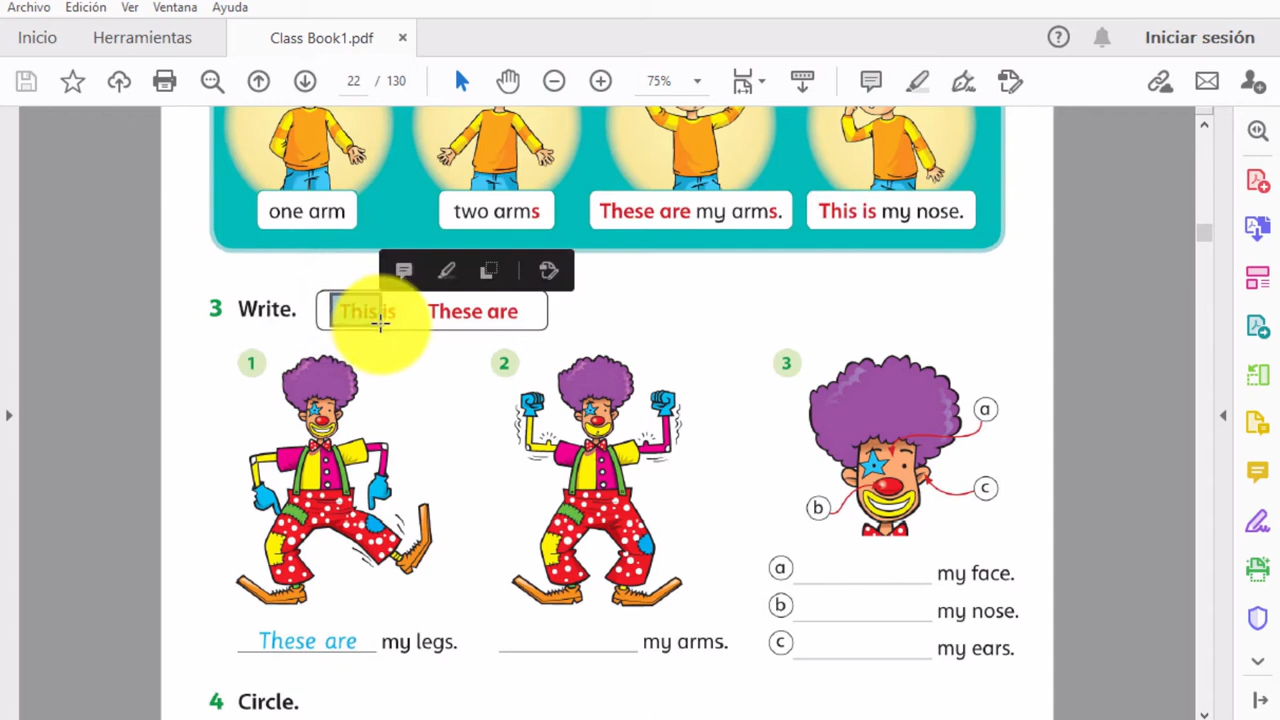 Archivo Edición Ver Ventana Ayuda
Inicio Herramientas Class Book1.pdf × Iniciar sesión
22 / 130 75%
one arm two arms These are my arms. This is my nose.
3 Write. This is These are
1 2 3
a
b c
a my face.
b my nose.
These are my legs. my arms. c my ears.
4 Circle.